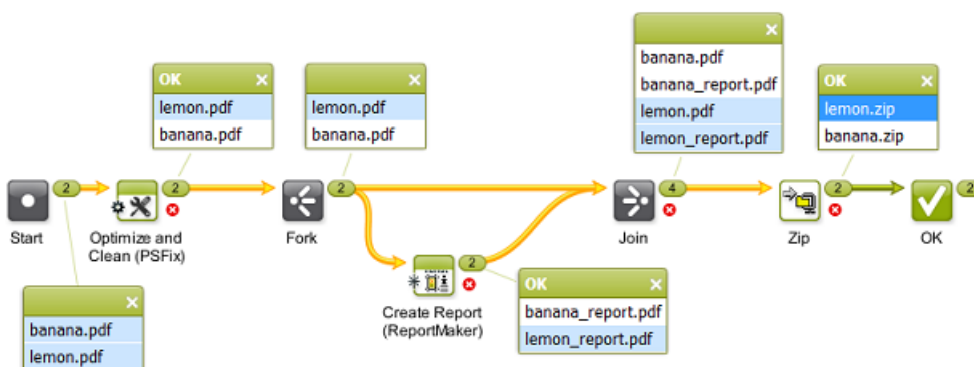 banana.pdf
banana_report.pdf
lemon.pdf
lemon_report.pdf
OK
lemon.pdf
banana.pdf
lemon.pdf
banana.pdf
OK
lemon.zip
banana.zip
2
2
2
4
2
2
Start
Optimize and
Clean (PSFix)
Fork
Join
Zip
OK
2
Create Report
(ReportMaker)
OK
banana_report.pdf
lemon_report.pdf
banana.pdf
lemon.pdf